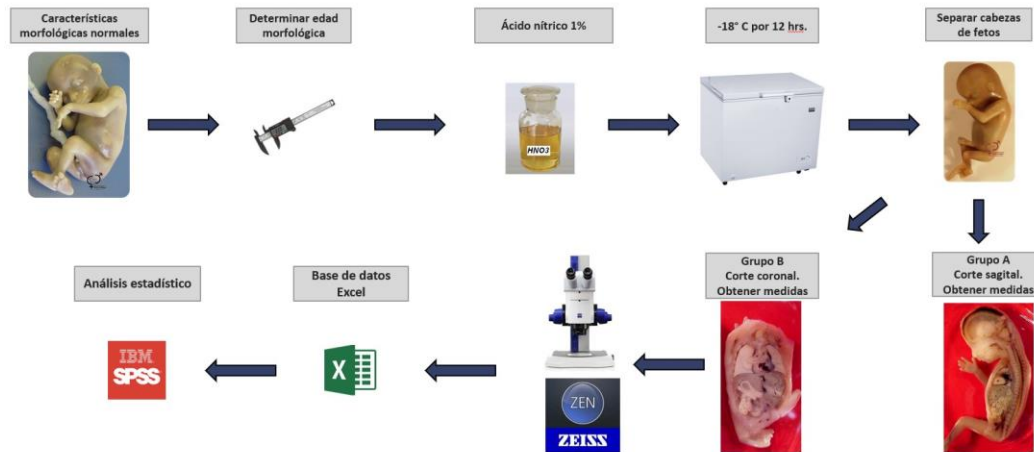 Características
morfológicas normales
Determinar edad
morfológica
Ácido nítrico 1%
-18° C por 12 hrs.
Separar cabezas
de fetos
HNO3
Grupo B
Corte coronal.
Obtener medidas
Grupo A
Corte sagital.
Obtener medidas
Base de datos
Excel
Análisis estadístico
IBM
SPSS
X
ZEN
ZEISS